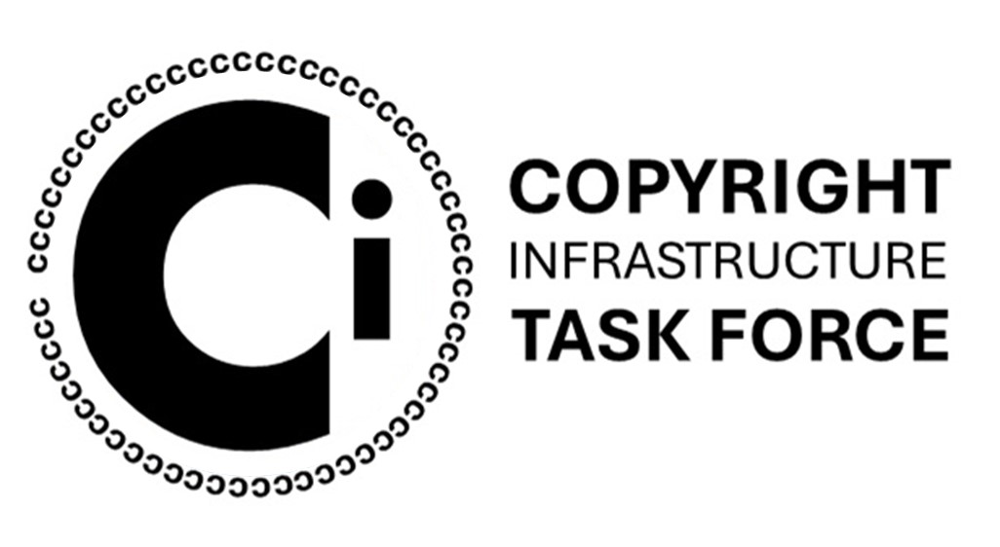 Ci
COPYRIGHT
INFRASTRUCTURE
TASK FORCE